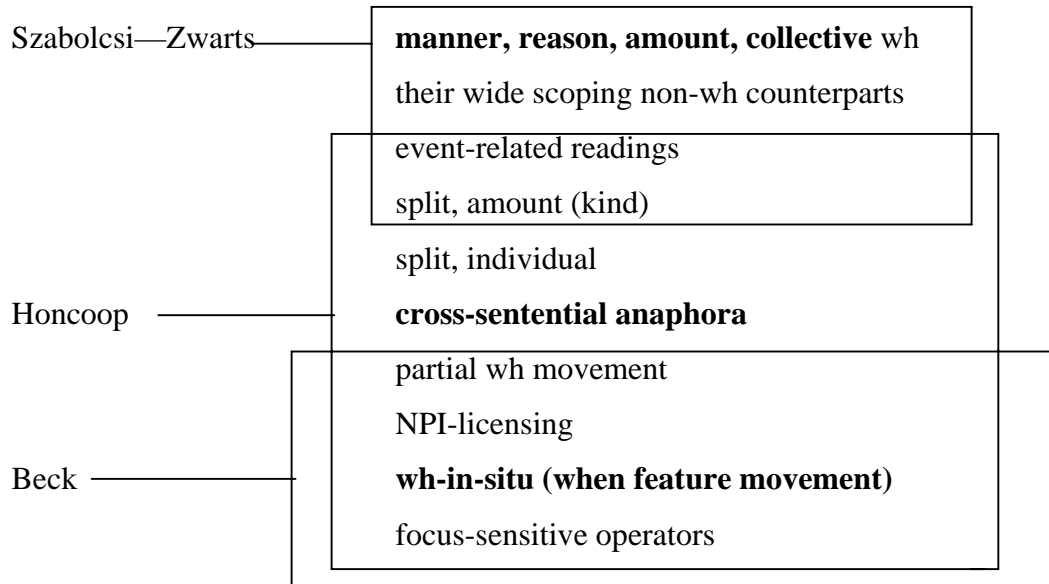 Szabolcsi—Zwarts manner, reason, amount, collective wh
their wide scoping non-wh counterparts
event-related readings
split, amount (kind)
split, individual
Honcoop cross-sentential anaphora
partial wh movement
NPI-licensing
Beck wh-in-situ (when feature movement)
focus-sensitive operators